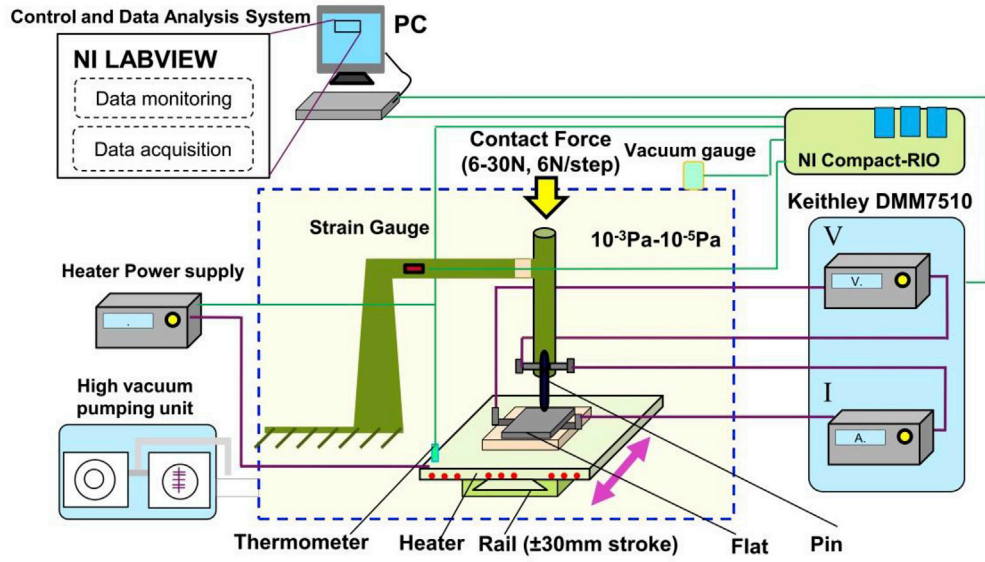 Control and Data Analysis System
PC
NI LABVIEW
Data monitoring
Data acquisition
Contact Force
(6-30N, 6N/step)
Vacuum gauge
NI Compact-RIO
Keithley DMM7510
Strain Gauge
10⁻³Pa-10⁻⁵Pa
V
V.
Heater Power supply
.
High vacuum
pumping unit
I
A.
Thermometer
Heater
Rail (±30mm stroke)
Flat
Pin